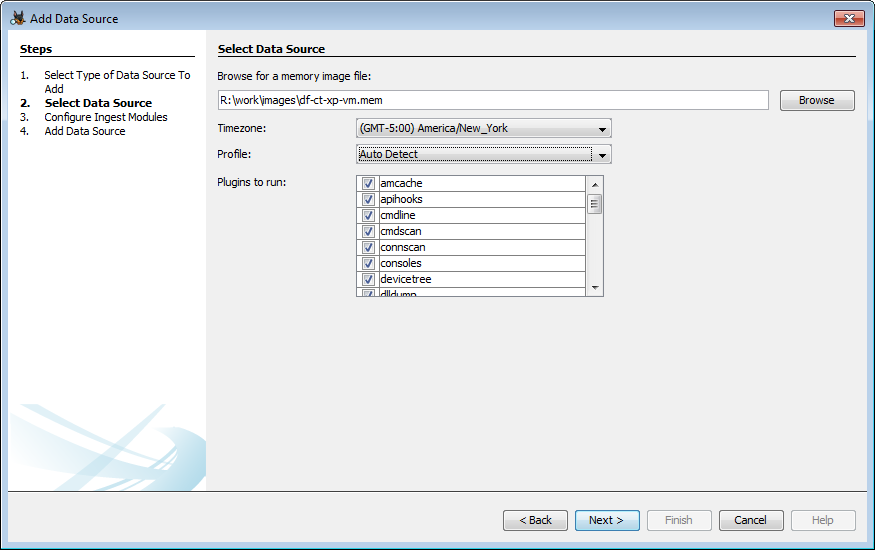 Add Data Source
Steps
1. Select Type of Data Source To
Add
2. Select Data Source
3. Configure Ingest Modules
4. Add Data Source
Select Data Source
Browse for a memory image file:
R:\work\images\df-ct-xp-vm.mem
Browse
Timezone:
(GMT-5:00) America/New_York
Profile:
Auto Detect
Plugins to run:
amcache
apihooks
cmdline
cmdscan
connscan
consoles
devicetree
dlldump
< Back
Next >
Finish
Cancel
Help